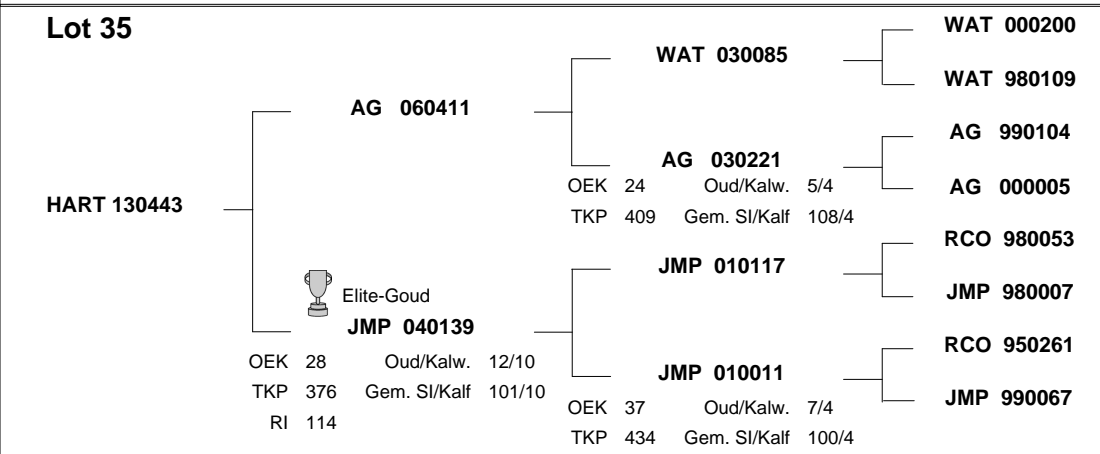 Lot 35
WAT 000200
WAT 030085
WAT 980109
AG 060411
AG 990104
AG 030221
OEK 24 Oud/Kalw. 5/4
AG 000005
HART 130443
TKP 409 Gem. SI/Kalf 108/4
RCO 980053
JMP 010117
Elite-Goud
JMP 980007
JMP 040139
RCO 950261
OEK 28 Oud/Kalw. 12/10
JMP 010011
TKP 376 Gem. SI/Kalf 101/10
JMP 990067
OEK 37 Oud/Kalw. 7/4
RI 114
TKP 434 Gem. SI/Kalf 100/4